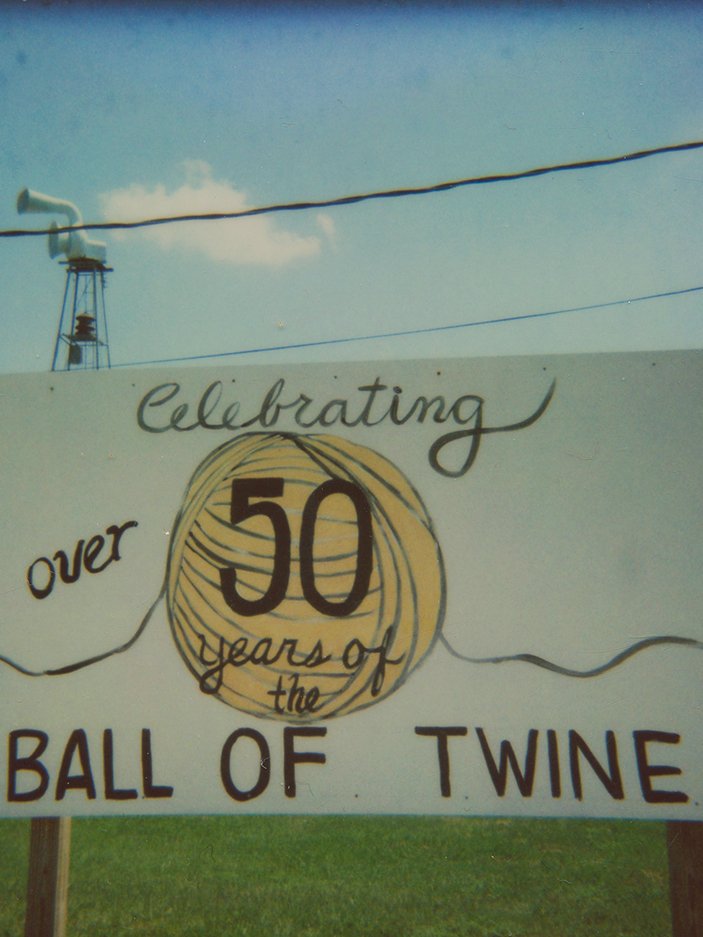 Celebrating
over
50
years of
the
BALL OF TWINE